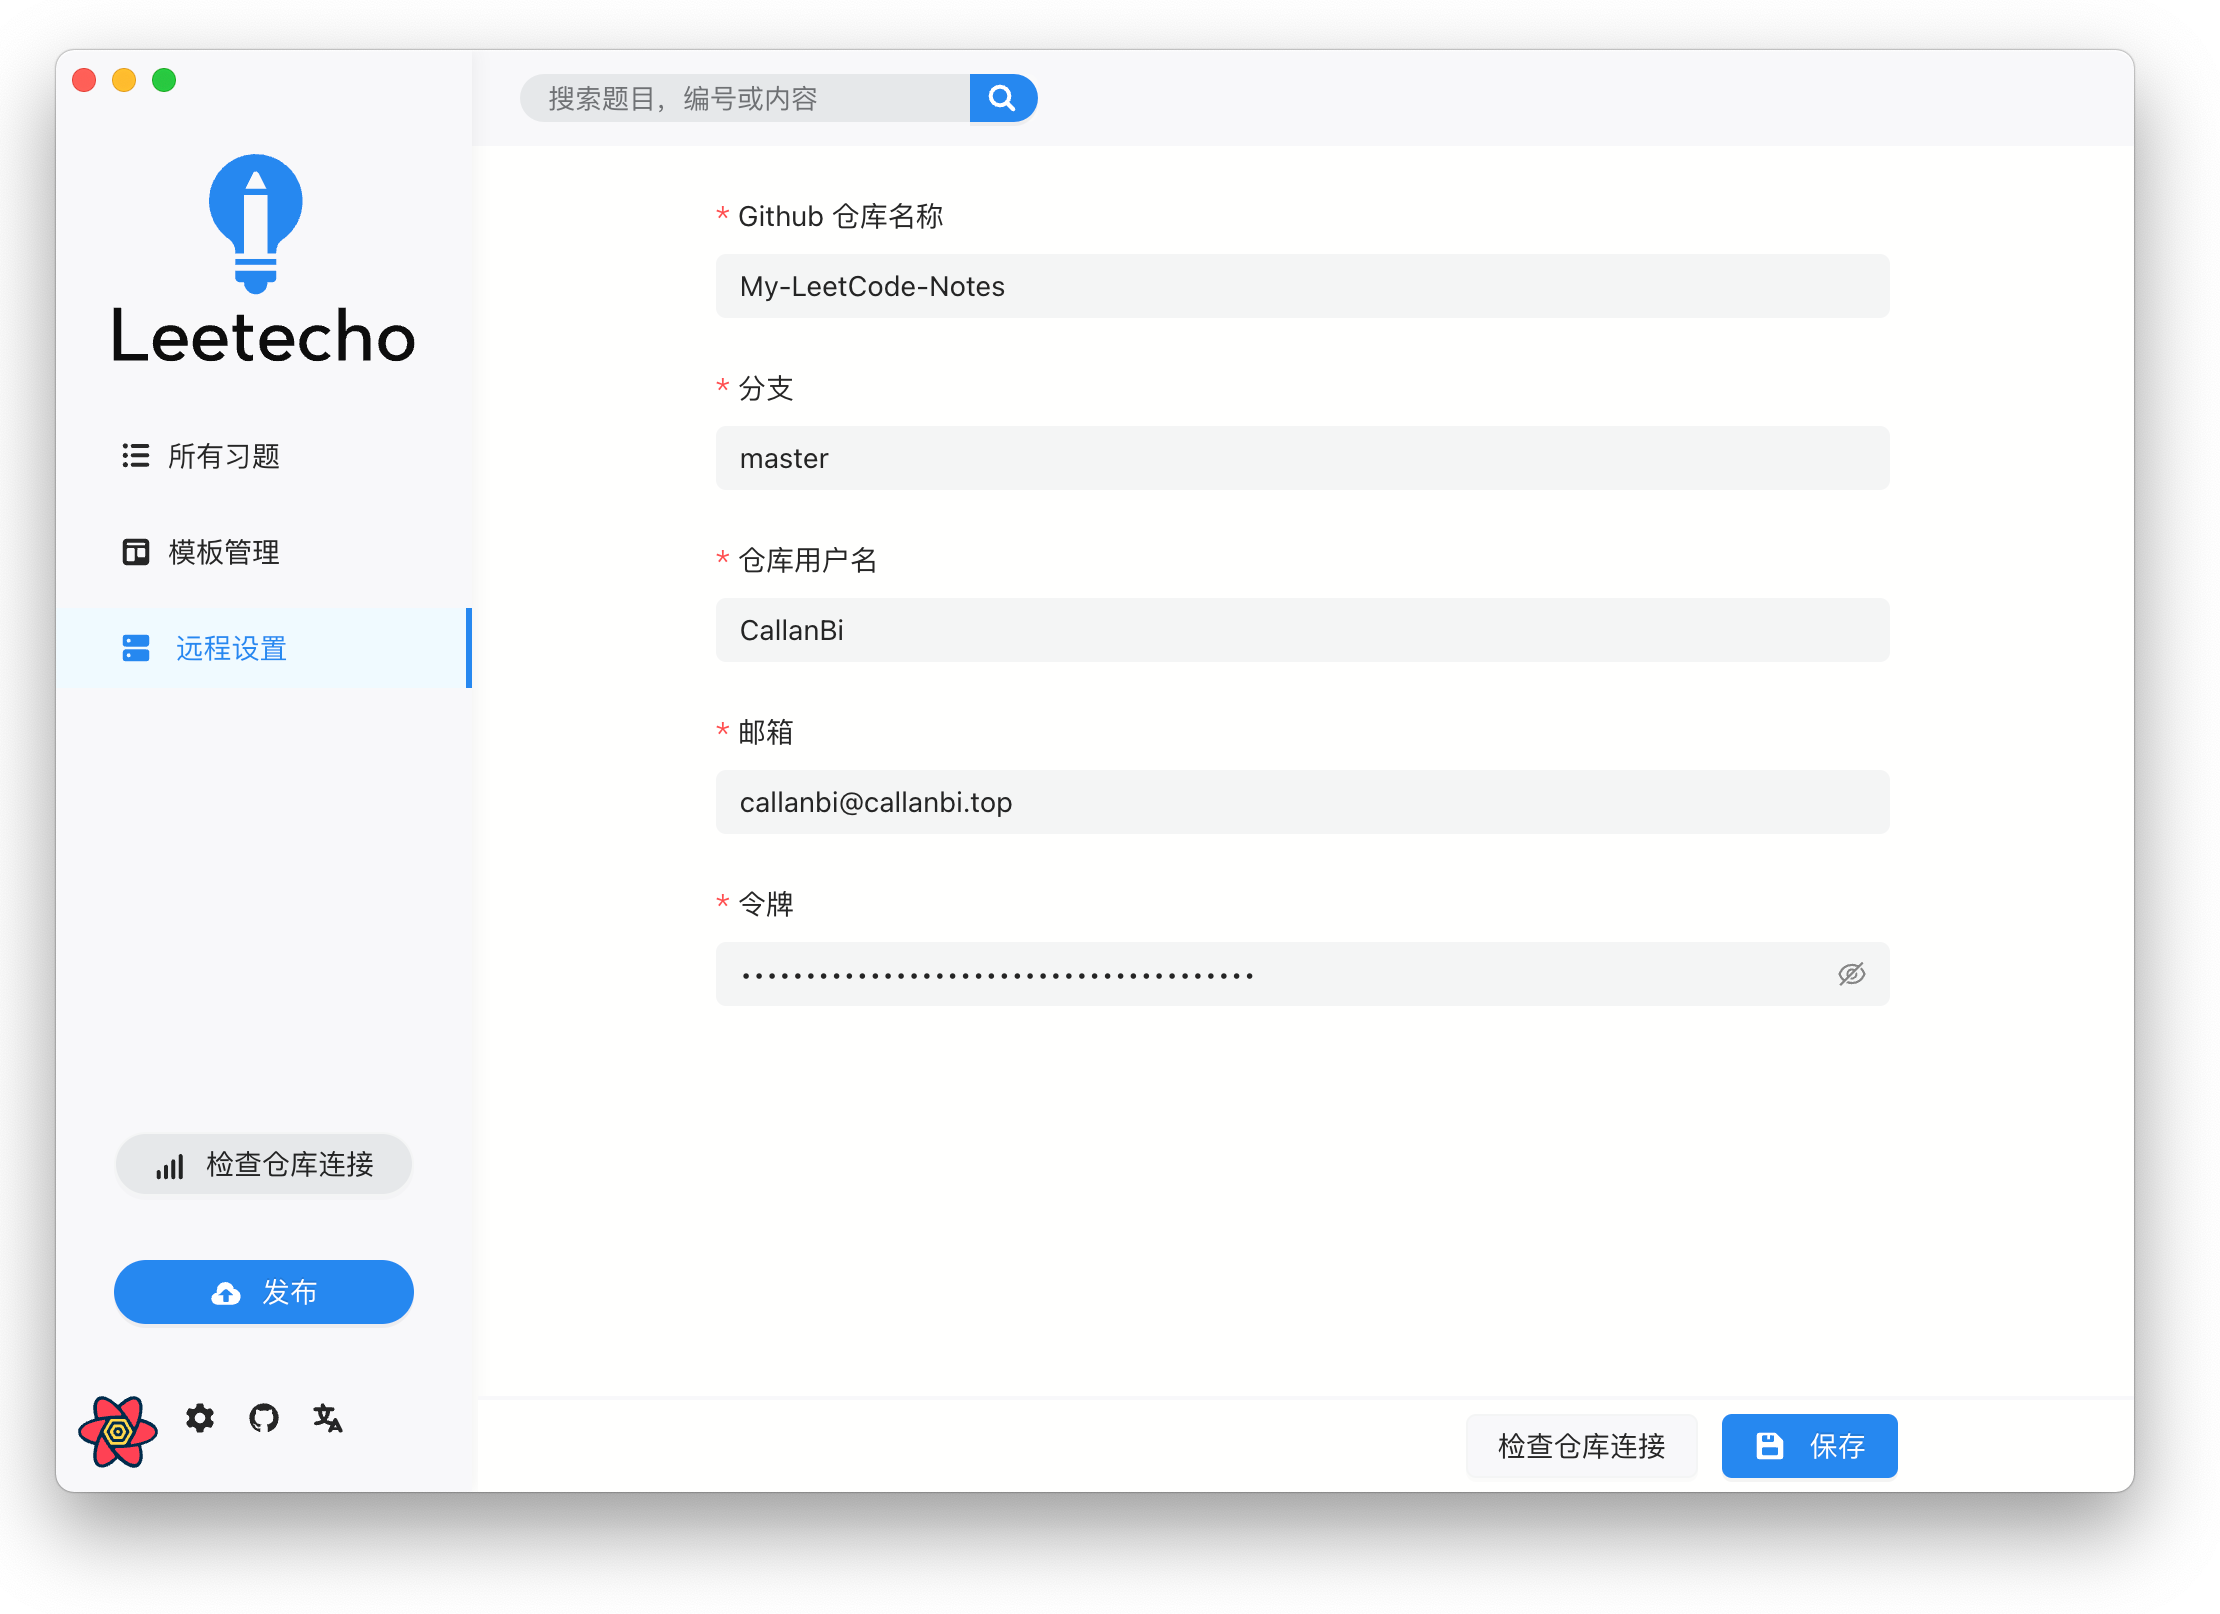 搜索题目，编号或内容
Leetecho
所有习题
模板管理
远程设置
检查仓库连接
发布
* Github 仓库名称
My-LeetCode-Notes
* 分支
master
* 仓库用户名
CallanBi
* 邮箱
callanbi@callanbi.top
* 令牌
••••••••••••••••••••••••••••••••••••••••
检查仓库连接
保存